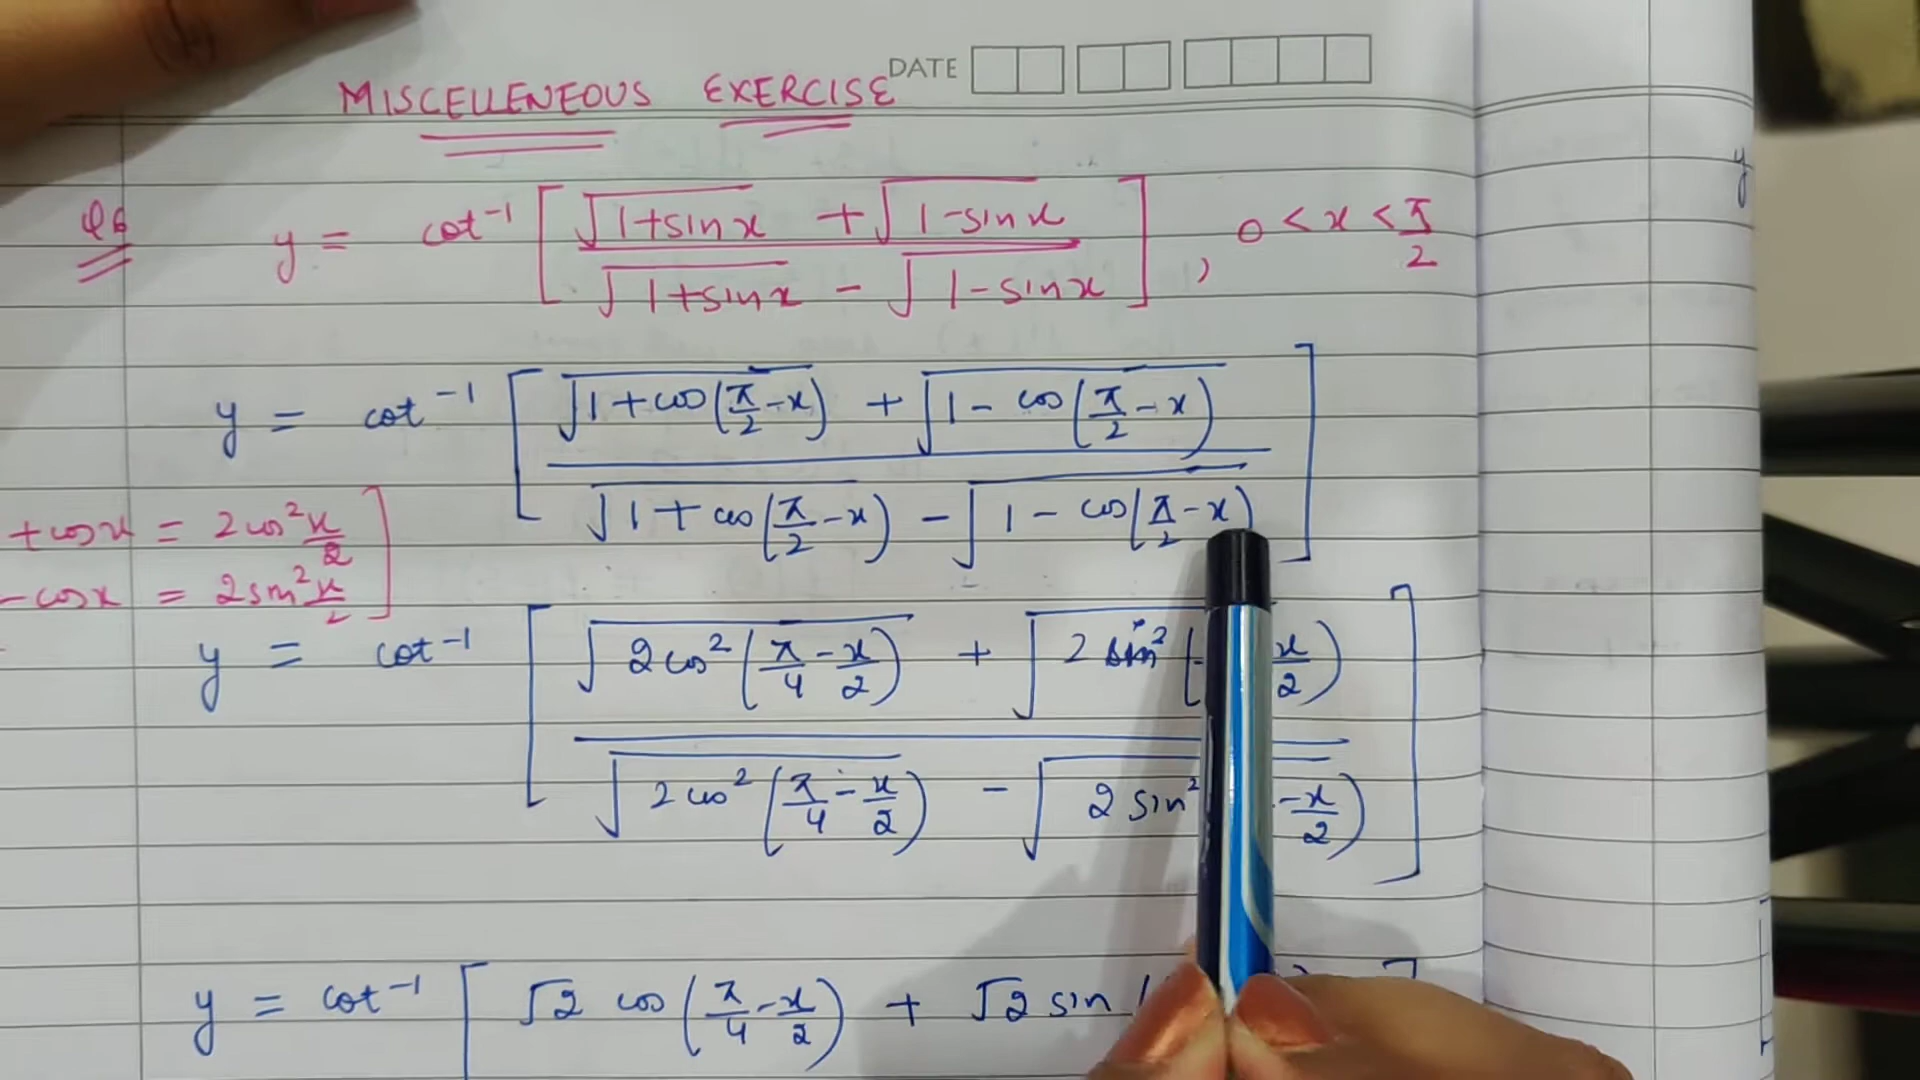 DATE
MISCELLENEOUS EXERCISE
Q6 y = cot⁻¹ [ (√(1+sinx) + √(1-sinx)) / (√(1+sinx) - √(1-sinx)) ] , 0 < x < π/2
y = cot⁻¹ [ (√(1+cos(π/2-x)) + √(1-cos(π/2-x))) / (√(1+cos(π/2-x)) - √(1-cos(π/2-x))) ]
+cosx = 2cos²x/2
-cosx = 2sin²x/2
y = cot⁻¹ [ (√(2cos²(π/4-x/2)) + √(2sin²( x/2))) / (√(2cos²(π/4-x/2)) - √(2sin² -x/2)) ]
y = cot⁻¹ [ √2 cos(π/4-x/2) + √2 sin
y